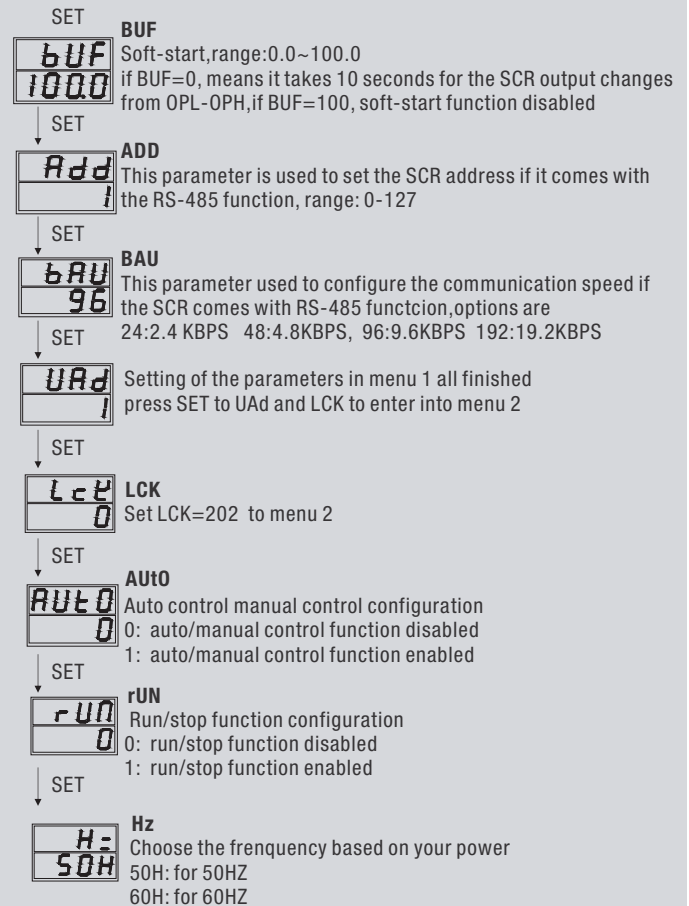 SET
BUF
bUF
100.0
Soft-start,range:0.0~100.0
if BUF=0, means it takes 10 seconds for the SCR output changes
from OPL-OPH,if BUF=100, soft-start function disabled
SET
ADD
Add
1
This parameter is used to set the SCR address if it comes with
the RS-485 function, range: 0-127
SET
BAU
bAU
96
This parameter used to configure the communication speed if
the SCR comes with RS-485 functcion,options are
24:2.4 KBPS 48:4.8KBPS, 96:9.6KBPS 192:19.2KBPS
SET
UAd
1
Setting of the parameters in menu 1 all finished
press SET to UAd and LCK to enter into menu 2
SET
LcK
0
LCK
Set LCK=202 to menu 2
SET
AUtO
AUtO
0
Auto control manual control configuration
0: auto/manual control function disabled
1: auto/manual control function enabled
SET
rUN
rUN
0
Run/stop function configuration
0: run/stop function disabled
1: run/stop function enabled
SET
Hz
H=
50H
Choose the frenquency based on your power
50H: for 50HZ
60H: for 60HZ